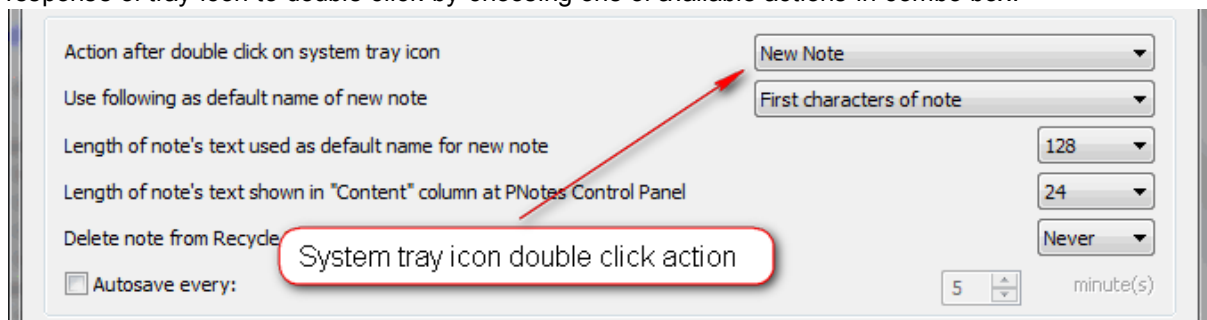 response of tray icon to double click by choosing one of available actions in combo box.
Action after double click on system tray icon New Note
Use following as default name of new note First characters of note
Length of note's text used as default name for new note 128
Length of note's text shown in "Content" column at PNotes Control Panel 24
Delete note from Recycle Never
System tray icon double click action
Autosave every: 5 minute(s)